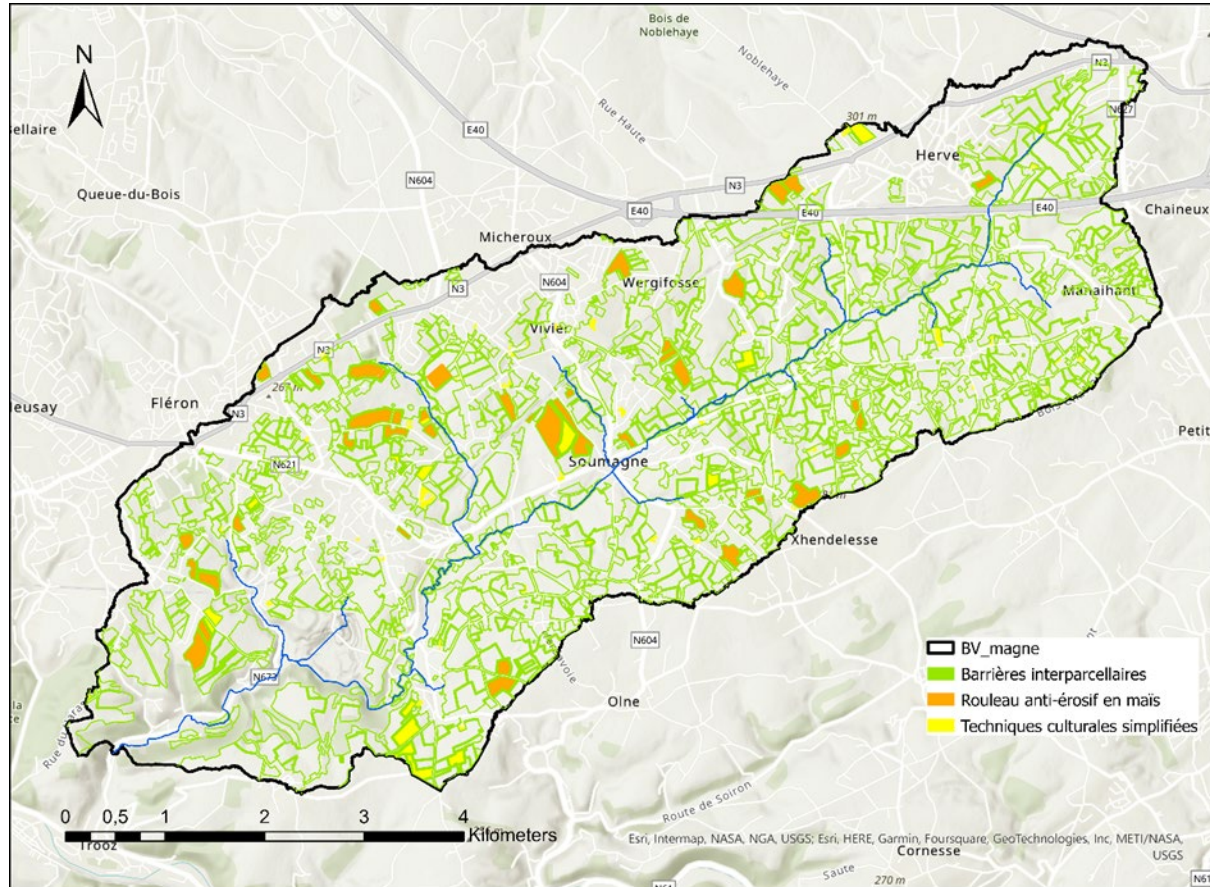 Bois de
Noblehaye
Noblehaye
N
N3
E40
Rue Haute
301 m
N627
Herve
Queue-du-Bois
N604
N3
E40
E40
E40
Chaineux
Micheroux
N3
N604
Wergifosse
Manaihant
Vivier
N3
Fléron
N3
Petit
N621
Soumagne
Xhendelesse
N604
BV_magne
Barrières interparcellaires
N673
Rouleau anti-érosif en maïs
Olne
Techniques culturales simplifiées
Route de Soiron
0 0,5 1 2 3 4
Kilometers
Trooz
Esri, Intermap, NASA, NGA, USGS; Esri, HERE, Garmin, Foursquare, GeoTechnologies, Inc, METI/NASA,
USGS
Cornesse
Saute
270 m
N61